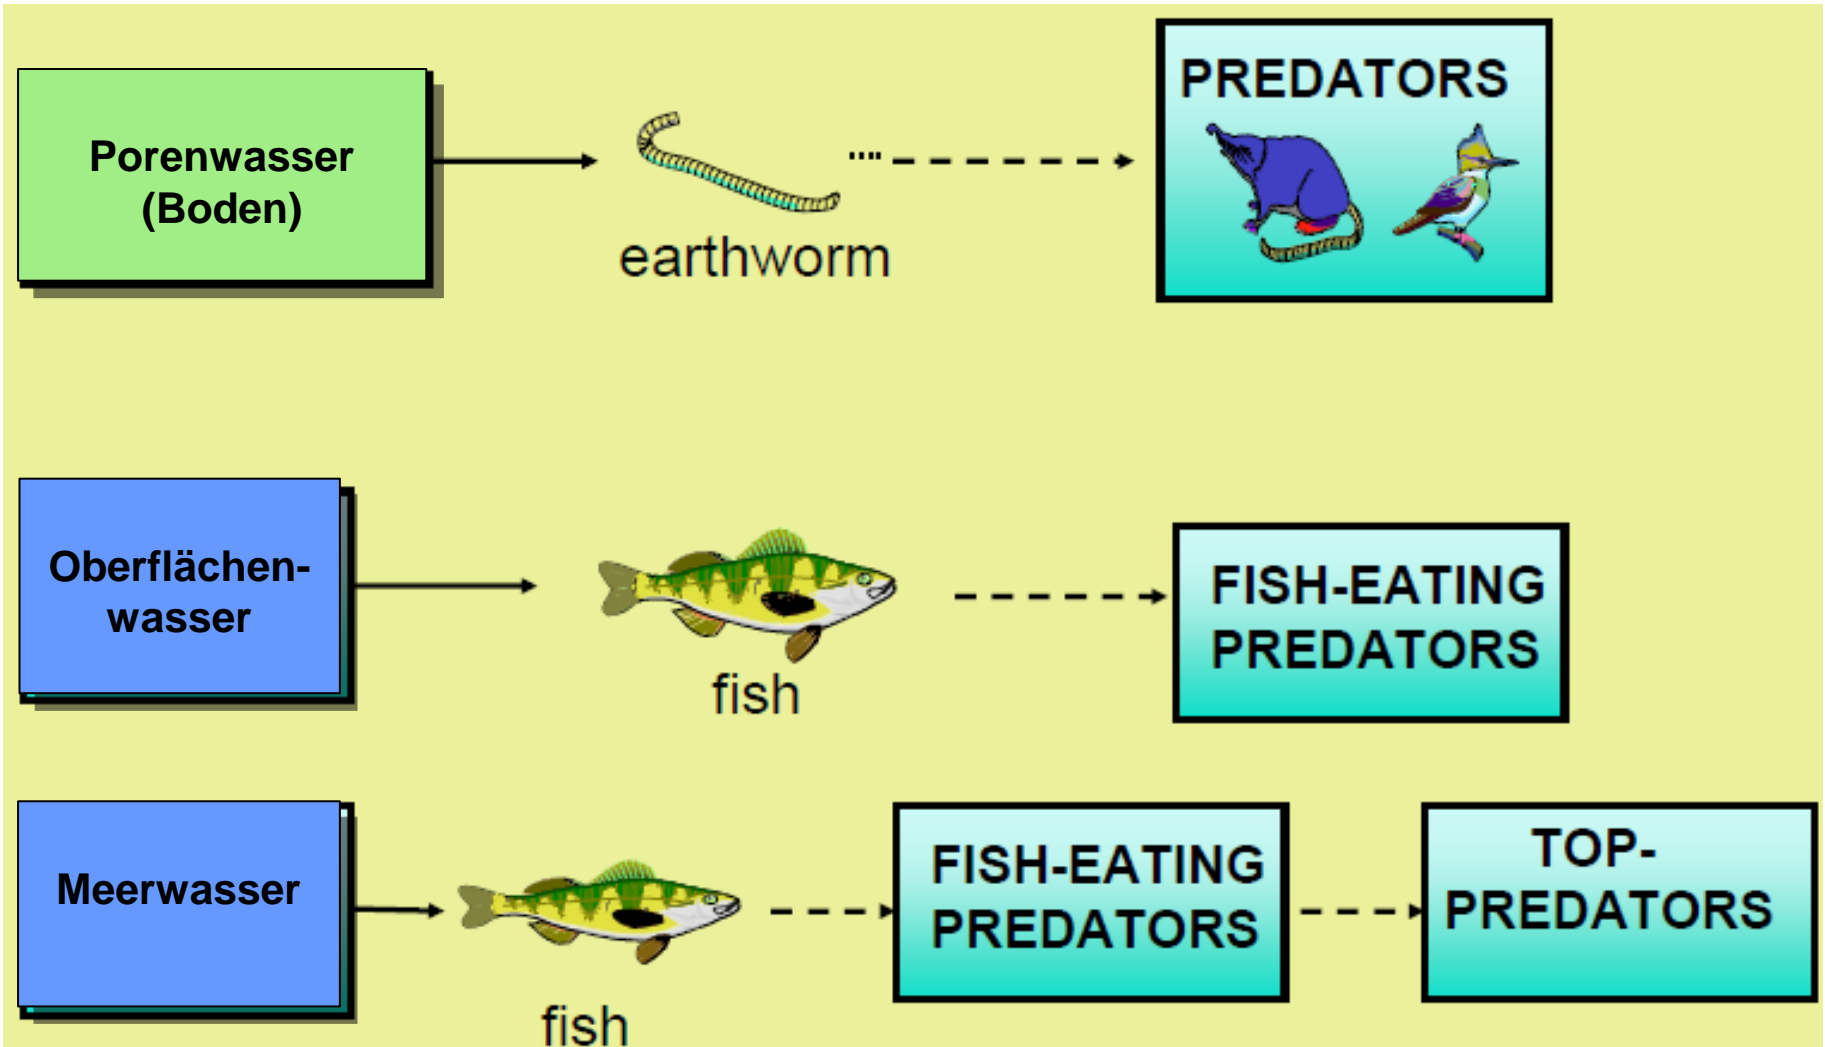 Porenwasser
(Boden)
earthworm
....
PREDATORS
Oberflächen-
wasser
fish
FISH-EATING
PREDATORS
Meerwasser
fish
FISH-EATING
PREDATORS
TOP-
PREDATORS